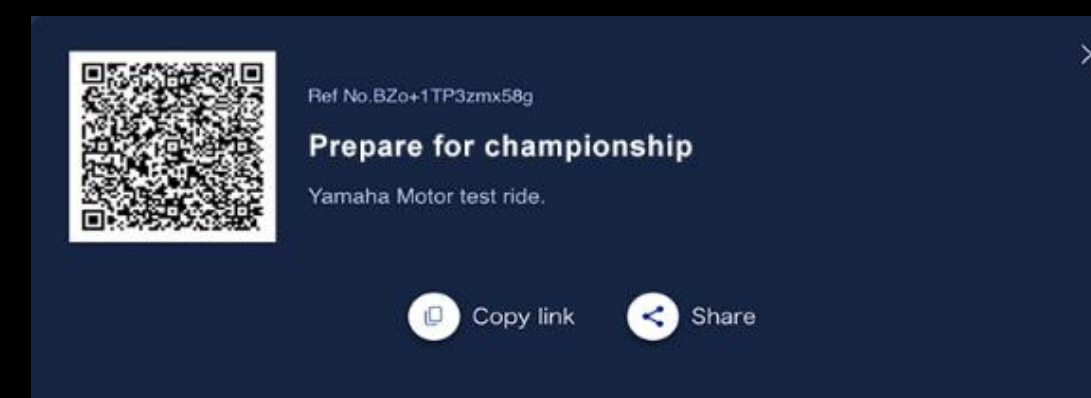 Ref No.BZo+1TP3zmx58g
Prepare for championship
Yamaha Motor test ride.
Copy link
Share